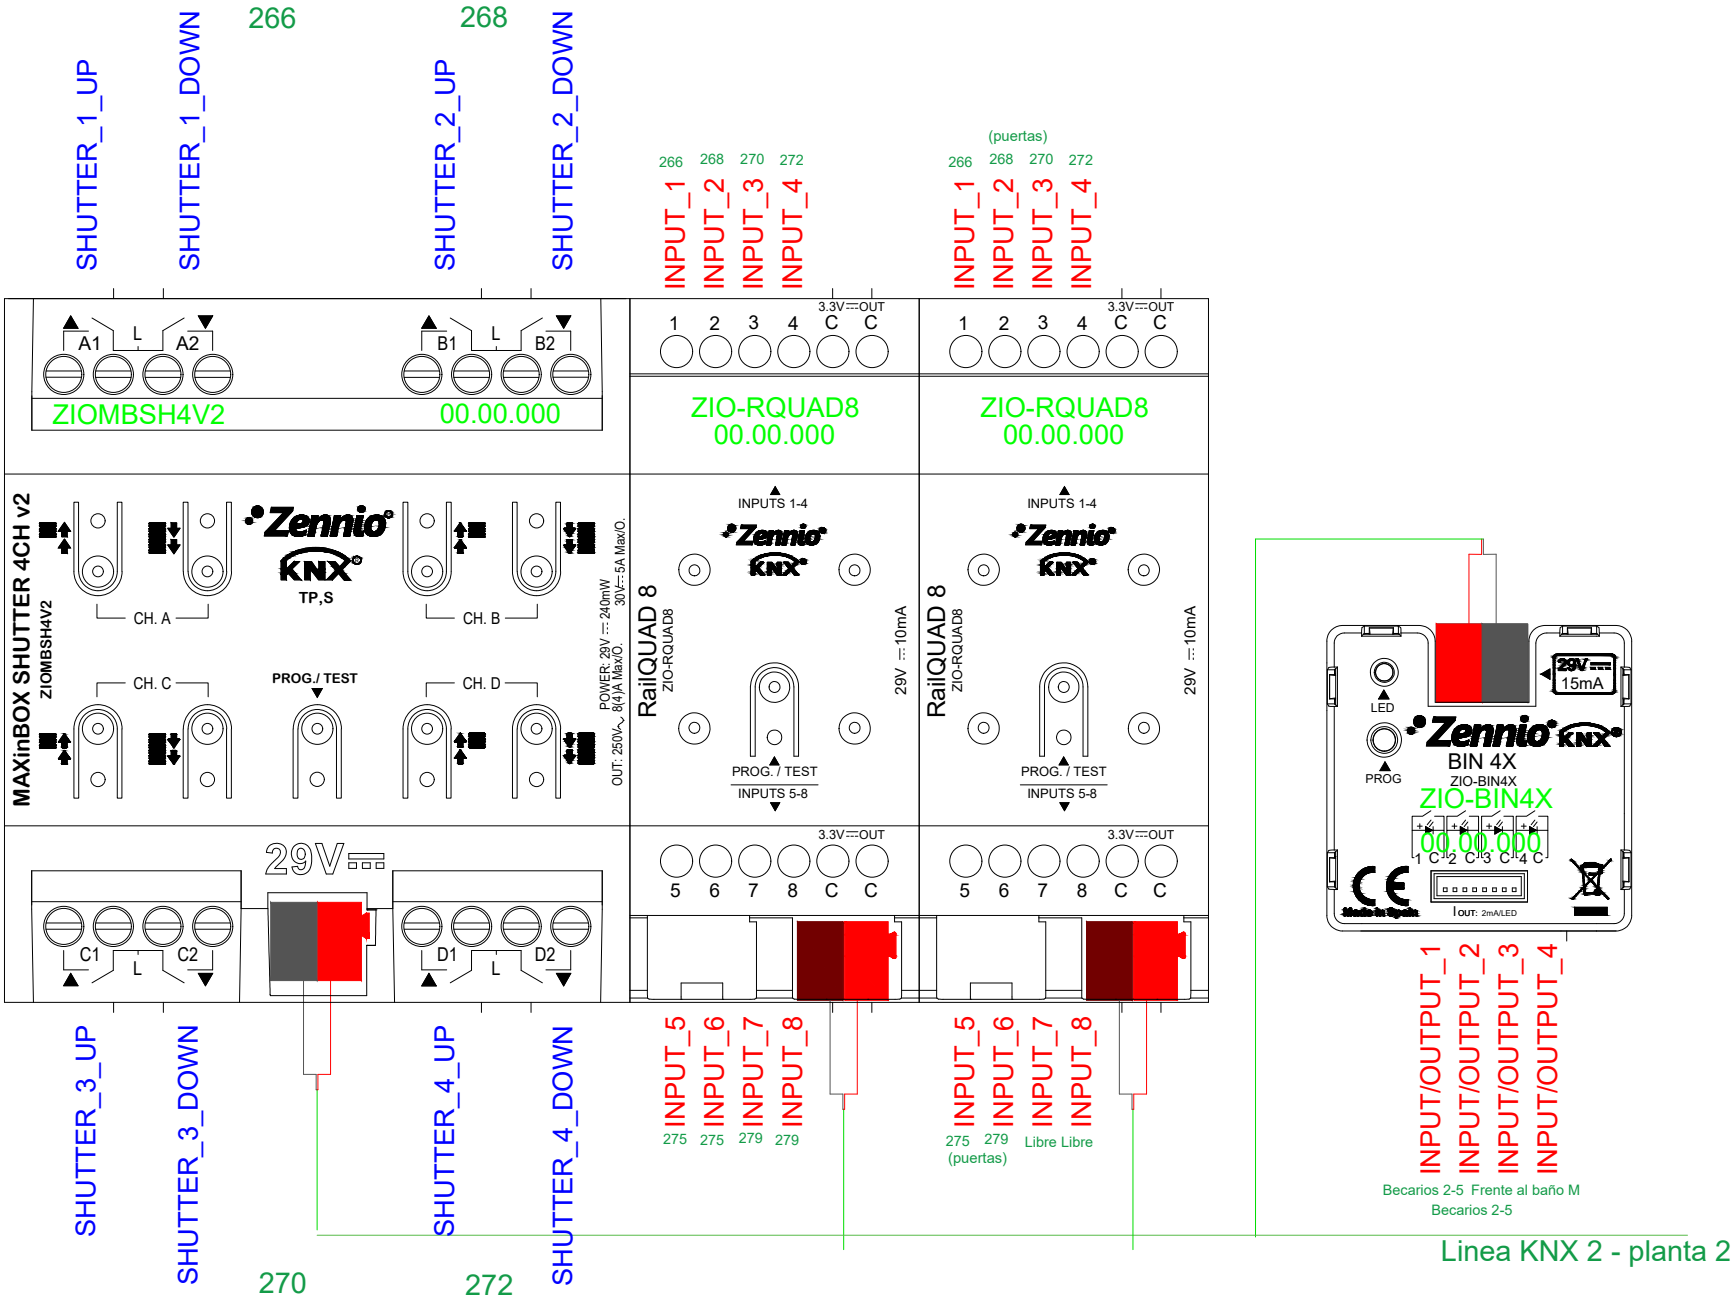 266
268
SHUTTER_1_UP
SHUTTER_1_DOWN
SHUTTER_2_UP
SHUTTER_2_DOWN
266 268 270 272
INPUT_1
INPUT_2
INPUT_3
INPUT_4
(puertas)
266 268 270 272
INPUT_1
INPUT_2
INPUT_3
INPUT_4
A1 L A2
B1 L B2
ZIOMBSH4V2 00.00.000
3.3V OUT
1 2 3 4 C C
ZIO-RQUAD8
00.00.000
3.3V OUT
1 2 3 4 C C
ZIO-RQUAD8
00.00.000
MAXinBOX SHUTTER 4CH v2
ZIOMBSH4V2
Zennio
KNX
TP,S
CH. A
CH. B
CH. C
CH. D
PROG./ TEST
POWER: 29V 240mW
OUT: 250V 8(4)A Max/O.
30V 5A Max/O.
INPUTS 1-4
Zennio
KNX
RailQUAD 8
ZIO-RQUAD8
29V 10mA
PROG. / TEST
INPUTS 5-8
INPUTS 1-4
Zennio
KNX
RailQUAD 8
ZIO-RQUAD8
29V 10mA
PROG. / TEST
INPUTS 5-8
29V
15mA
LED
PROG
Zennio KNX
BIN 4X
ZIO-BIN4X
ZIO-BIN4X
00.00.000
1 C 2 C 3 C 4 C
CE
Made in Spain
I OUT: 2mA/LED
29V
C1 L C2
D1 L D2
3.3V OUT
5 6 7 8 C C
3.3V OUT
5 6 7 8 C C
SHUTTER_3_UP
SHUTTER_3_DOWN
SHUTTER_4_UP
SHUTTER_4_DOWN
INPUT_5
INPUT_6
INPUT_7
INPUT_8
275 275 279 279
INPUT_5
INPUT_6
INPUT_7
INPUT_8
275 279 Libre Libre
(puertas)
INPUT/OUTPUT_1
INPUT/OUTPUT_2
INPUT/OUTPUT_3
INPUT/OUTPUT_4
Becarios 2-5 Frente al baño M
Becarios 2-5
Linea KNX 2 - planta 2
270
272